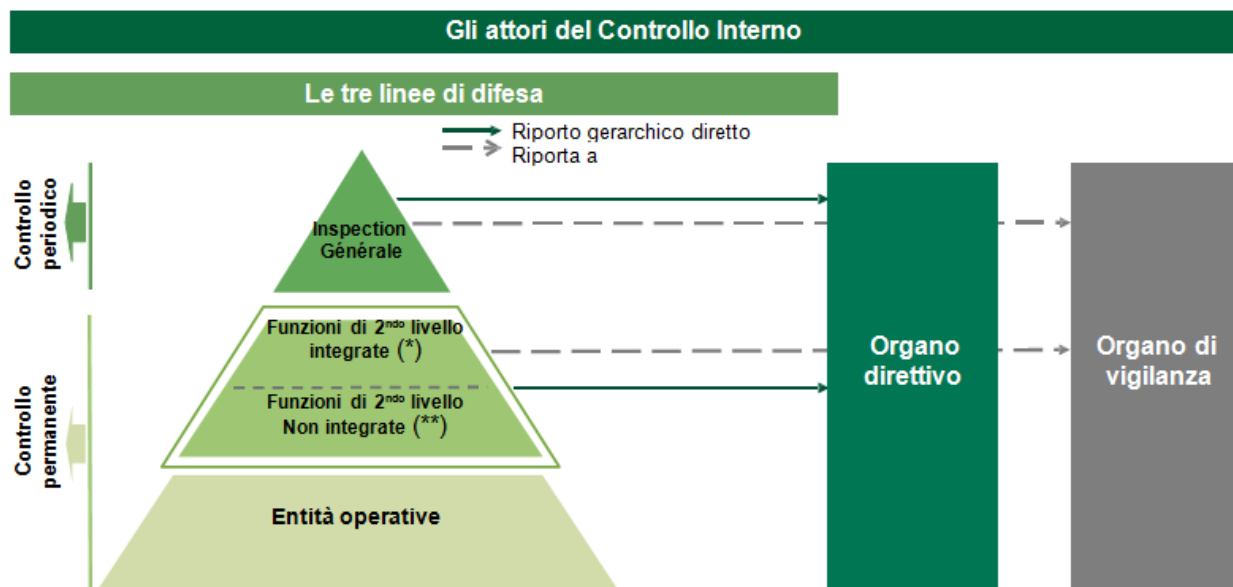 Gli attori del Controllo Interno
Le tre linee di difesa
Riporto gerarchico diretto
Riporta a
Controllo
periodico
Inspection
Générale
Controllo
permanente
Funzioni di 2ndo livello
integrate (*)
Funzioni di 2ndo livello
Non integrate (**)
Entità operative
Organo
direttivo
Organo di
vigilanza